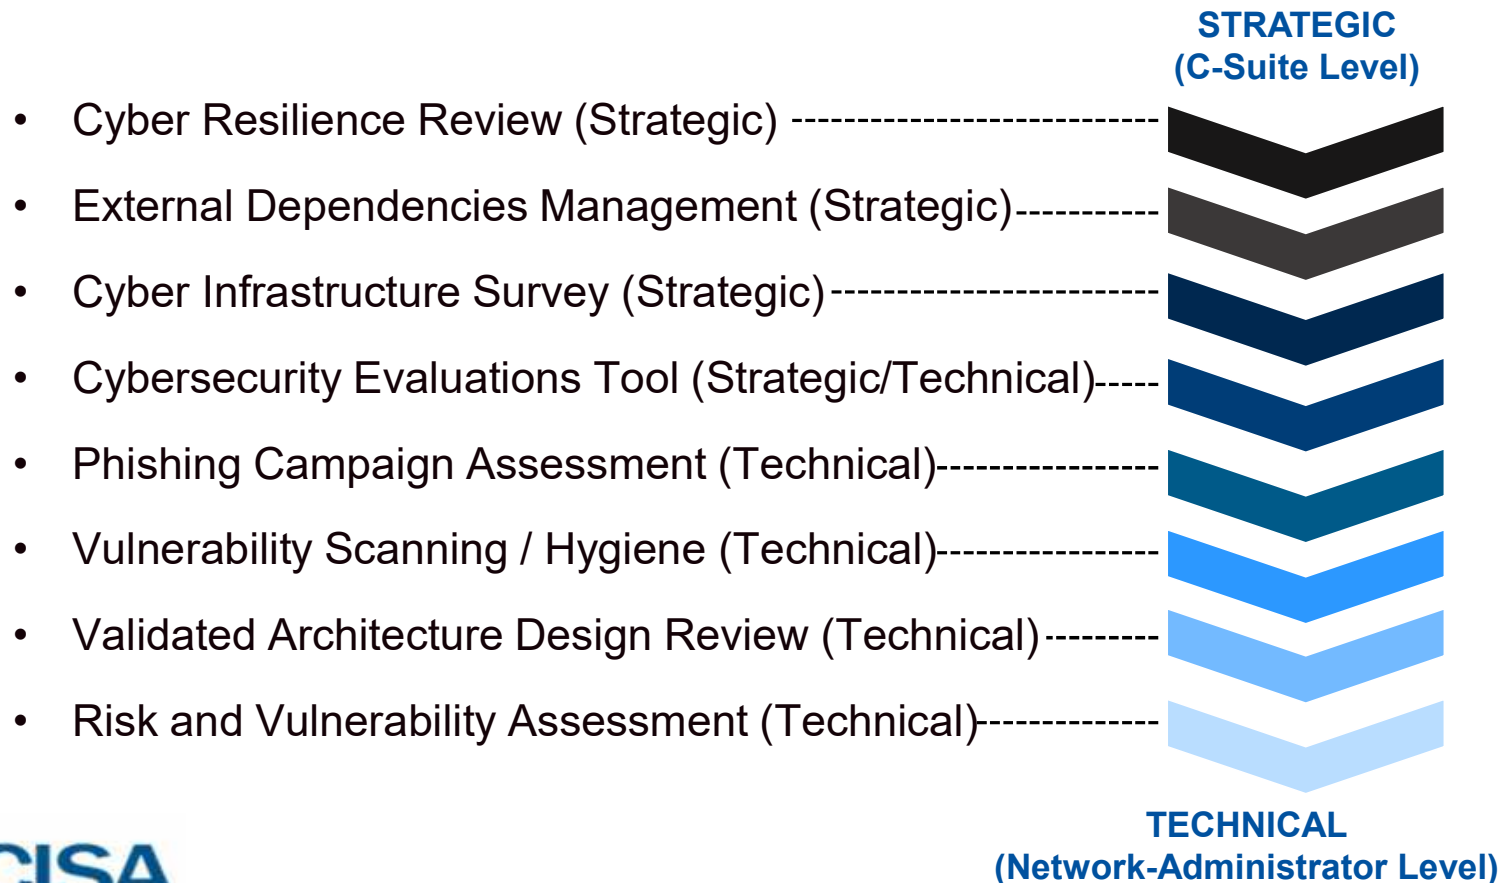 STRATEGIC
(C-Suite Level)
• Cyber Resilience Review (Strategic)
• External Dependencies Management (Strategic)
• Cyber Infrastructure Survey (Strategic)
• Cybersecurity Evaluations Tool (Strategic/Technical)
• Phishing Campaign Assessment (Technical)
• Vulnerability Scanning / Hygiene (Technical)
• Validated Architecture Design Review (Technical)
• Risk and Vulnerability Assessment (Technical)
TECHNICAL
(Network-Administrator Level)
CISA